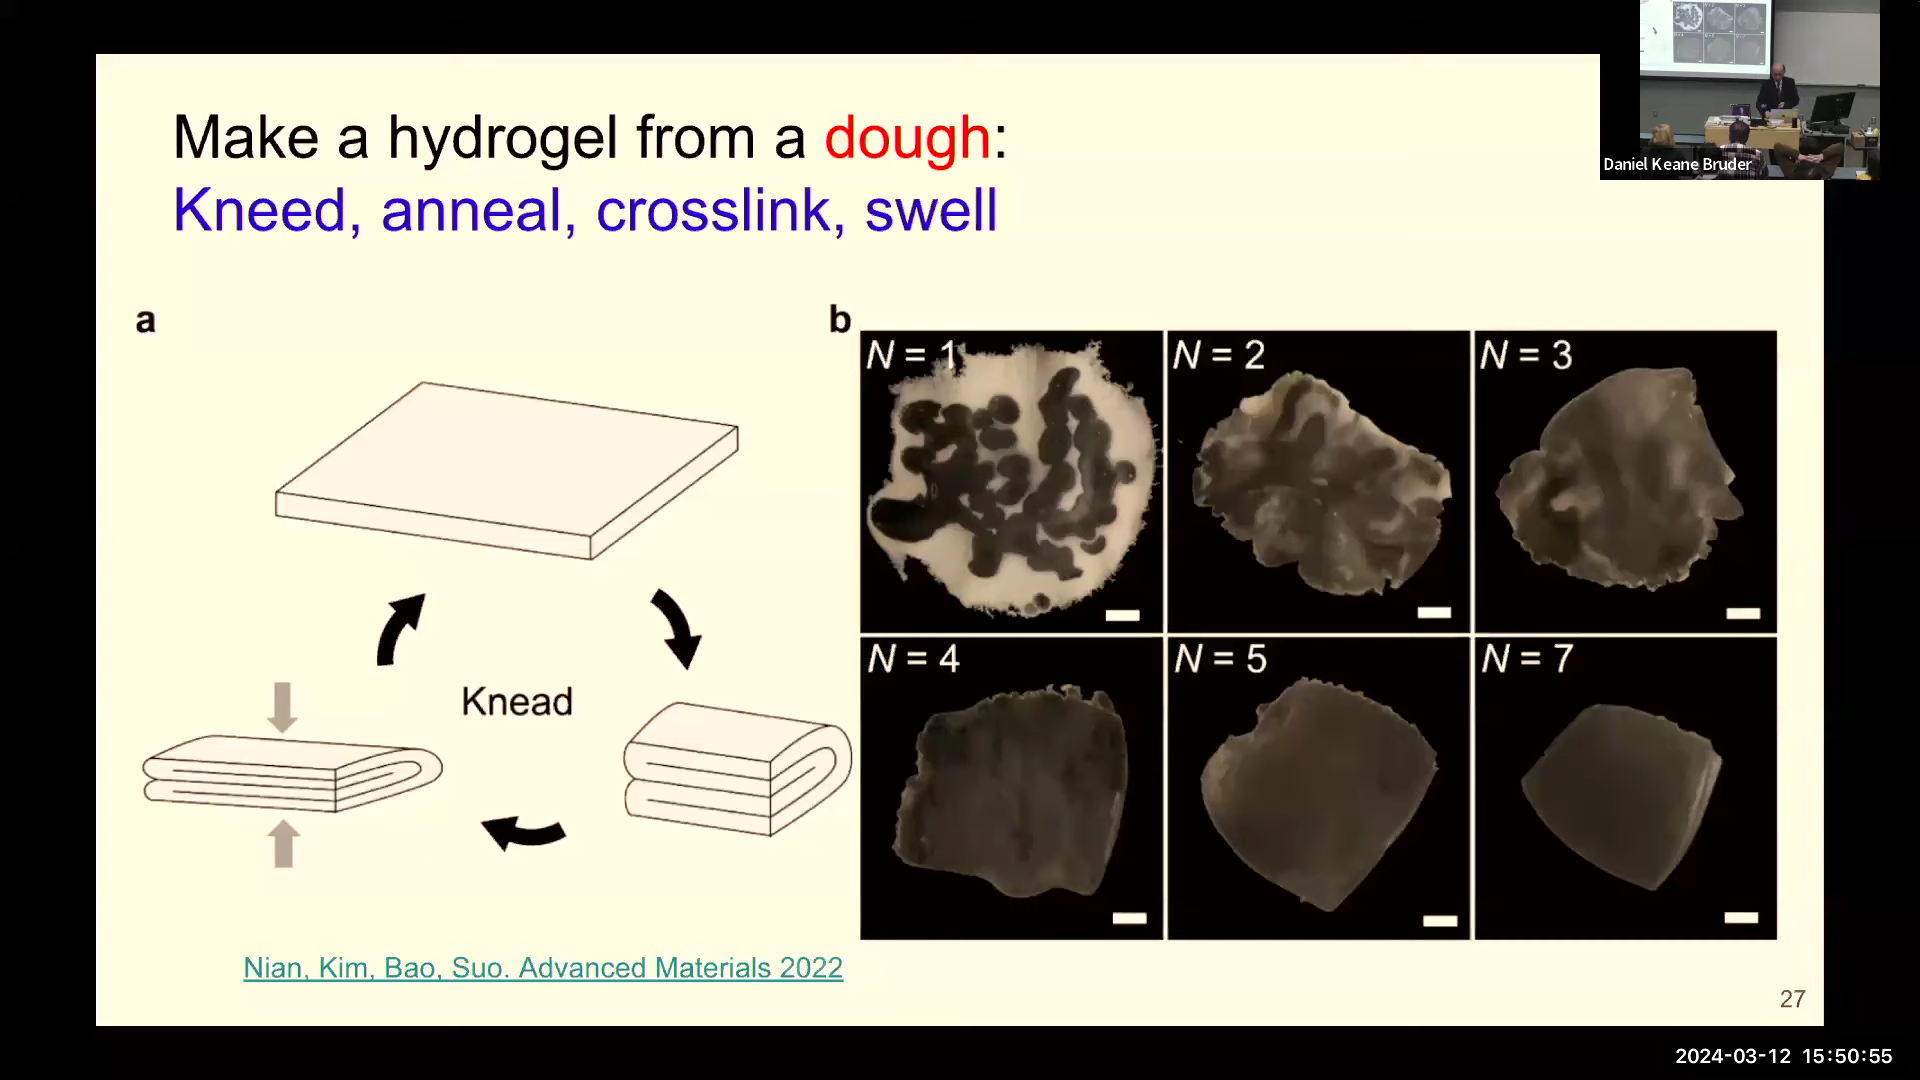 Make a hydrogel from a dough:
Kneed, anneal, crosslink, swell
Daniel Keane Bruder
a
Knead
b
N = 1
N = 2
N = 3
N = 4
N = 5
N = 7
Nian, Kim, Bao, Suo. Advanced Materials 2022
27
2024-03-12 15:50:55